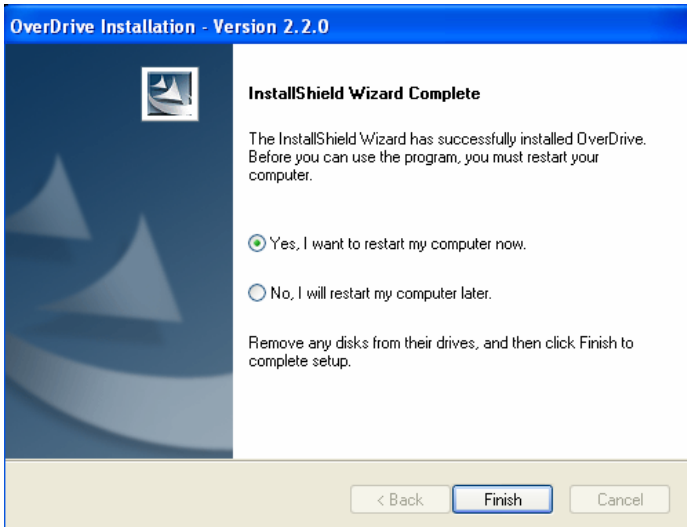 OverDrive Installation - Version 2.2.0
InstallShield Wizard Complete
The InstallShield Wizard has successfully installed OverDrive.
Before you can use the program, you must restart your
computer.
Yes, I want to restart my computer now.
No, I will restart my computer later.
Remove any disks from their drives, and then click Finish to
complete setup.
< Back Finish Cancel